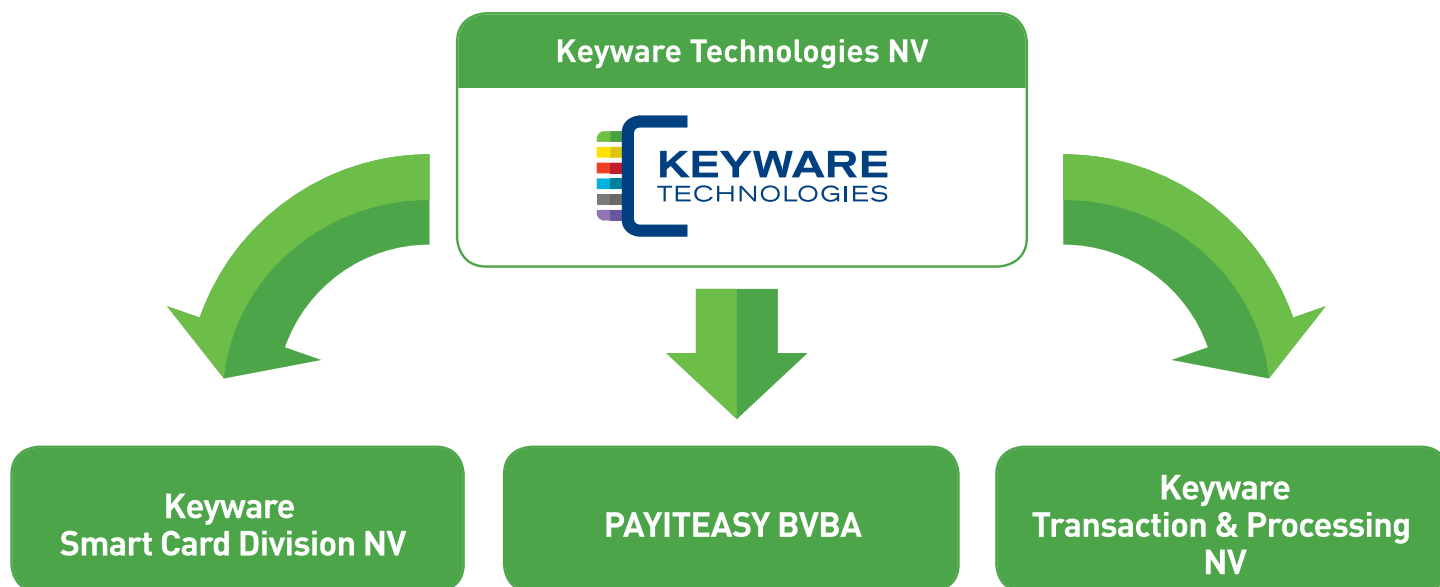 Keyware Technologies NV
KEYWARE
TECHNOLOGIES
Keyware
Smart Card Division NV
PAYITEASY BVBA
Keyware
Transaction & Processing
NV